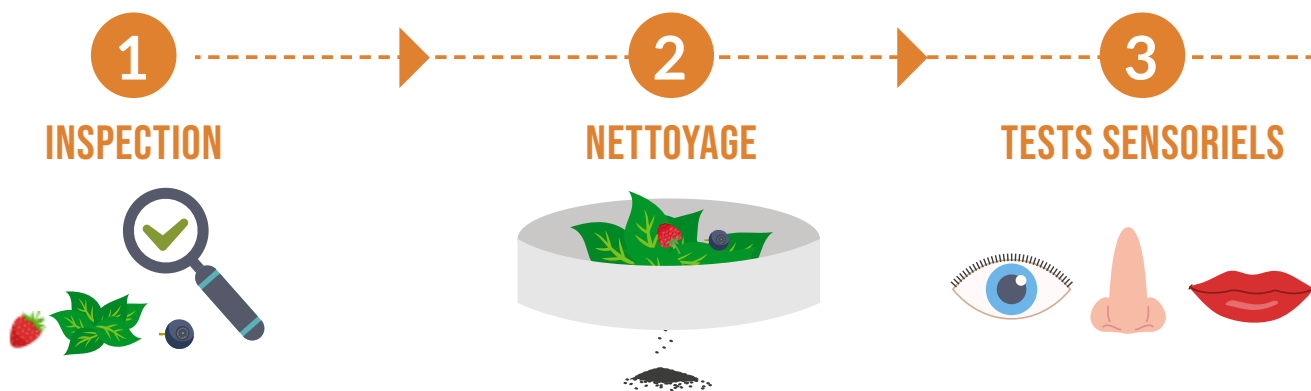 1
2
3
INSPECTION
NETTOYAGE
TESTS SENSORIELS